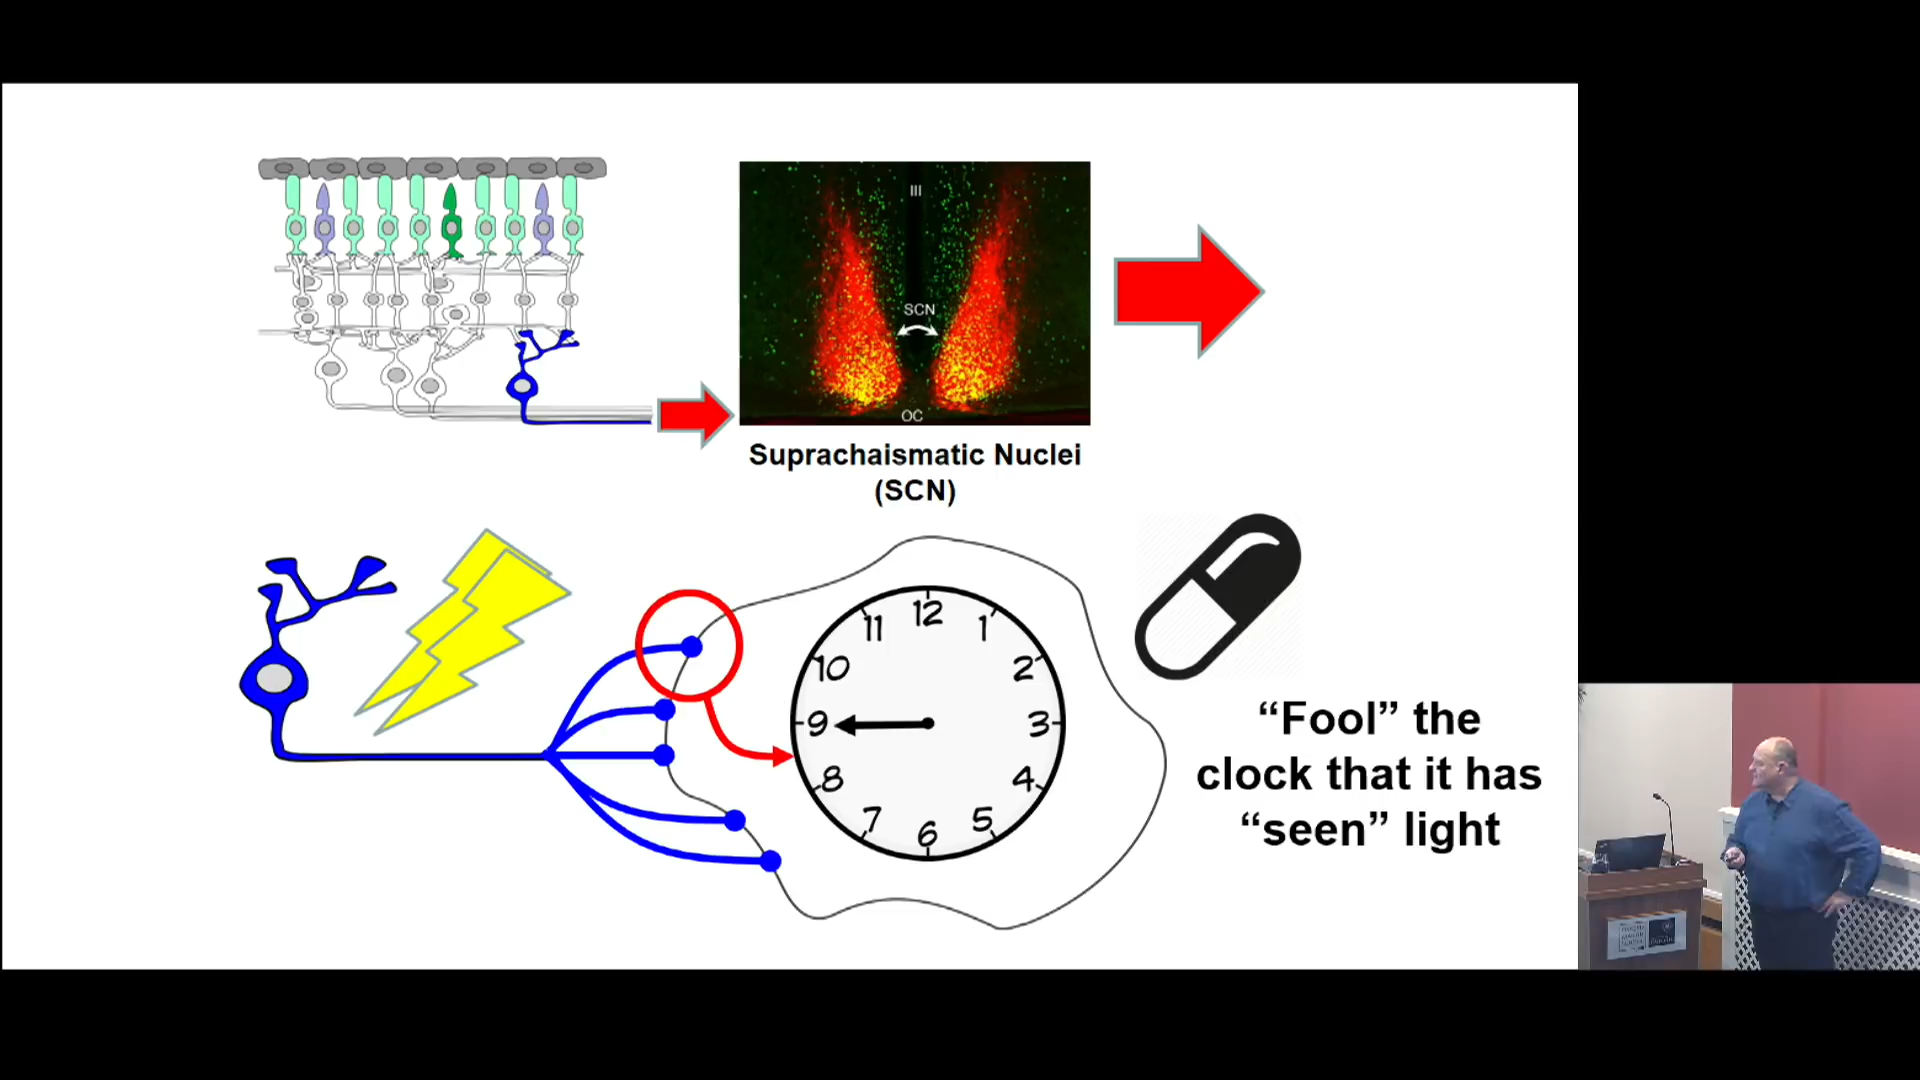 III
SCN
OC
Suprachaismatic Nuclei
(SCN)
12
11
1
10
2
9
3
8
4
7
5
6
“Fool” the
clock that it has
“seen” light